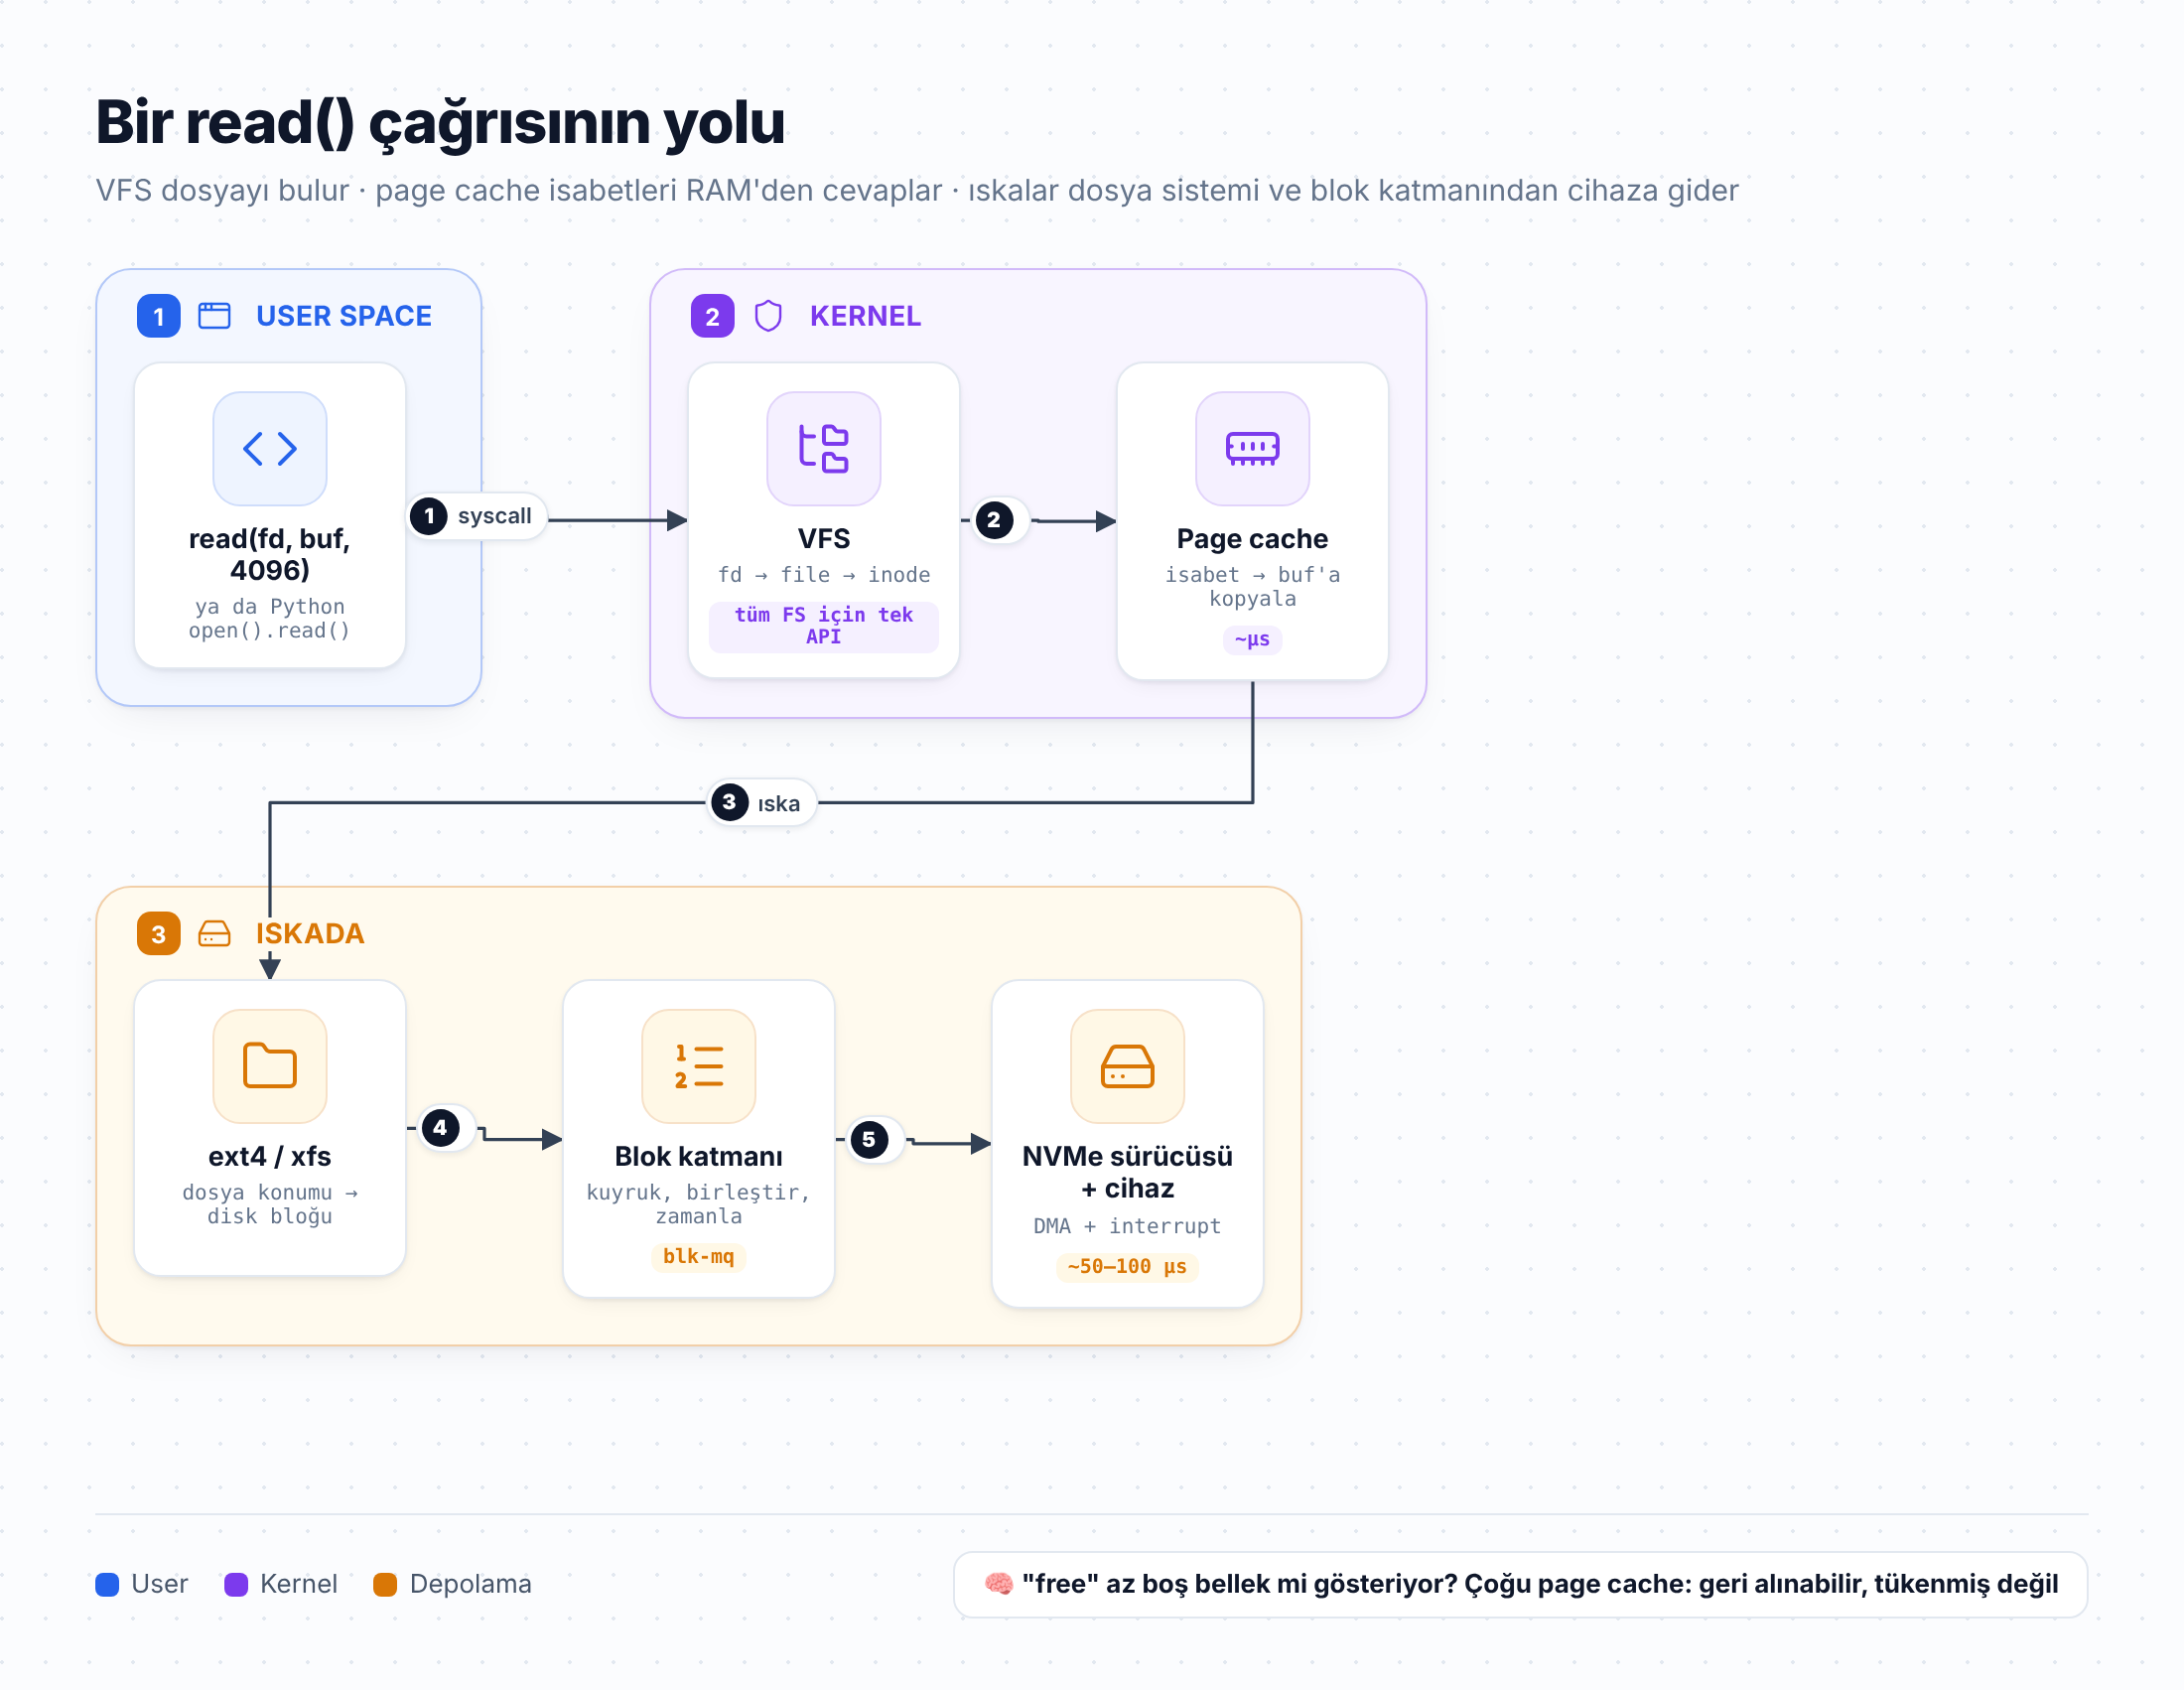 Bir read() çağrısının yolu
VFS dosyayı bulur · page cache isabetleri RAM'den cevaplar · ıskalar dosya sistemi ve blok katmanından cihaza gider
1 USER SPACE
read(fd, buf,
4096)
ya da Python
open().read()
1 syscall
2 KERNEL
VFS
fd → file → inode
tüm FS için tek
API
2
Page cache
isabet → buf'a
kopyala
~µs
3 ıska
3 ISKADA
ext4 / xfs
dosya konumu →
disk bloğu
4
Blok katmanı
kuyruk, birleştir,
zamanla
blk-mq
5
NVMe sürücüsü
+ cihaz
DMA + interrupt
~50–100 µs
User
Kernel
Depolama
🧠 "free" az boş bellek mi gösteriyor? Çoğu page cache: geri alınabilir, tükenmiş değil